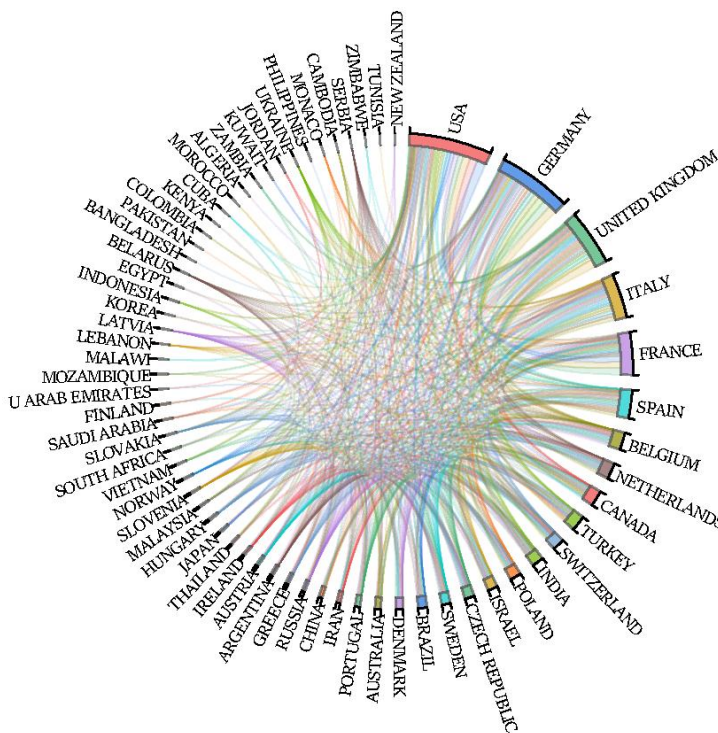 USA
GERMANY
UNITED KINGDOM
ITALY
FRANCE
SPAIN
BELGIUM
NETHERLANDS
CANADA
TURKEY
SWITZERLAND
INDIA
POLAND
ISRAEL
CZECH REPUBLIC
SWEDEN
BRAZIL
DENMARK
AUSTRALIA
PORTUGAL
IRAN
CHINA
RUSSIA
GREECE
ARGENTINA
AUSTRIA
IRELAND
THAILAND
JAPAN
HUNGARY
MALAYSIA
SLOVENIA
NORWAY
VIETNAM
SOUTH AFRICA
SLOVAKIA
SAUDI ARABIA
FINLAND
U ARAB EMIRATES
MOZAMBIQUE
MALAWI
LEBANON
LATVIA
KOREA
INDONESIA
EGYPT
BELARUS
BANGLADESH
PAKISTAN
COLOMBIA
KENYA
CUBA
MOROCCO
ALGERIA
ZAMBIA
KUWAIT
JORDAN
UKRAINE
PHILIPPINES
MONACO
CAMBODIA
SERBIA
ZIMBABWE
TUNISIA
NEW ZEALAND